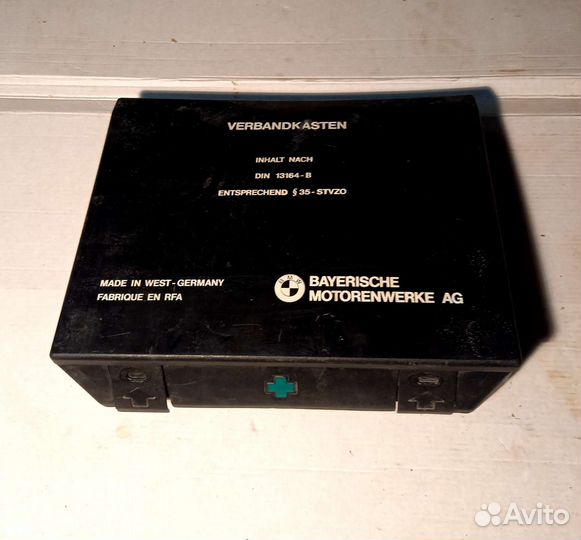 VERBANDKASTEN
INHALT NACH
DIN 13164-B
ENTSPRECHEND § 35-STVZO
MADE IN WEST-GERMANY
FABRIQUE EN RFA
BMW
BAYERISCHE
MOTORENWERKE AG
Avito